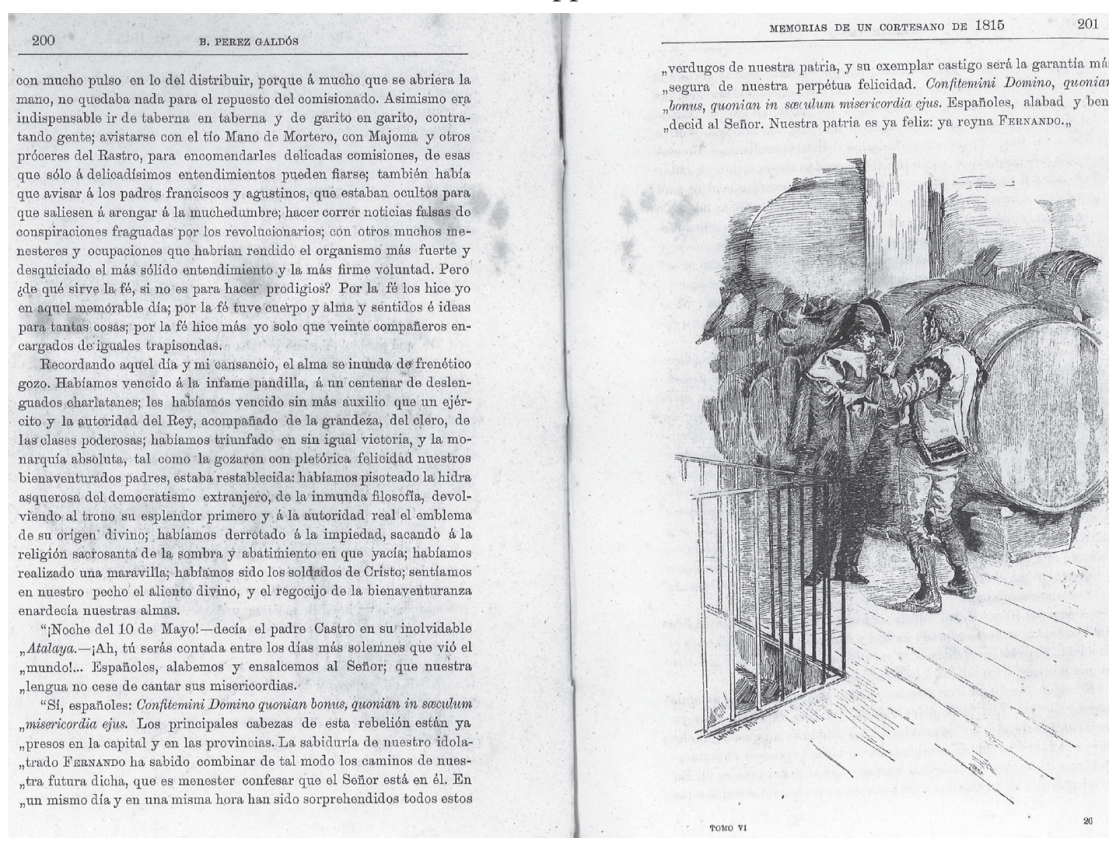 200
B. PEREZ GALDÓS
con mucho pulso en lo del distribuir, porque á mucho que se abriera la
mano, no quedaba nada para el repuesto del comisionado. Asimismo era
indispensable ir de taberna en taberna y de garito en garito, contra-
tando gente; avistarse con el tío Mano de Mortero, con Majoma y otros
próceres del Rastro, para encomendarles delicadas comisiones, de esas
que sólo á delicadísimos entendimientos pueden fiarse; también había
que avisar á los padres franciscos y agustinos, que estaban ocultos para
que saliesen á arengar á la muchedumbre; hacer correr noticias falsas de
conspiraciones fraguadas por los revolucionarios; con otros muchos me-
nesteres y ocupaciones que habrían rendido el organismo más fuerte y
desquiciado el más sólido entendimiento y la más firme voluntad. Pero
¿de qué sirve la fé, si no es para hacer prodigios? Por la fé los hice yo
en aquel memorable día; por la fé tuve cuerpo y alma y sentidos é ideas
para tantas cosas; por la fé hice más yo solo que veinte compañeros en-
cargados de iguales trapisondas.
Recordando aquel día y mi cansancio, el alma se inunda de frenético
gozo. Habíamos vencido á la infame pandilla, á un centenar de deslen-
guados charlatanes; les habíamos vencido sin más auxilio que un ejér-
cito y la autoridad del Rey, acompañado de la grandeza, del clero, de
las clases poderosas; habíamos triunfado en sin igual victoria, y la mo-
narquía absoluta, tal como la gozaron con pletórica felicidad nuestros
bienaventurados padres, estaba restablecida: habíamos pisoteado la hidra
asquerosa del democratismo extranjero, de la inmunda filosofía, devol-
viendo al trono su esplendor primero y á la autoridad real el emblema
de su origen divino; habíamos derrotado á la impiedad, sacando á la
religión sacrosanta de la sombra y abatimiento en que yacía; habíamos
realizado una maravilla; habíamos sido los soldados de Cristo; sentíamos
en nuestro pecho el aliento divino, y el regocijo de la bienaventuranza
enardecía nuestras almas.
“¡Noche del 10 de Mayo!—decía el padre Castro en su inolvidable
„Atalaya.—¡Ah, tú serás contada entre los días más solemnes que vió el
„mundo!... Españoles, alabemos y ensalcemos al Señor; que nuestra
„lengua no cese de cantar sus misericordias.
“Sí, españoles: Confitemini Domino quonian bonus, quonian in sæculum
„misericordia ejus. Los principales cabezas de esta rebelión están ya
„presos en la capital y en las provincias. La sabiduría de nuestro idola-
„trado FERNANDO ha sabido combinar de tal modo los caminos de nues-
„tra futura dicha, que es menester confesar que el Señor está en él. En
„un mismo día y en una misma hora han sido sorprehendidos todos estos
MEMORIAS DE UN CORTESANO DE 1815
201
„verdugos de nuestra patria, y su exemplar castigo será la garantía má
„segura de nuestra perpétua felicidad. Confitemini Domino, quonian
„bonus, quonian in sæculum misericordia ejus. Españoles, alabad y ben
„decid al Señor. Nuestra patria es ya feliz: ya reyna FERNANDO.„
TOMO VI
26